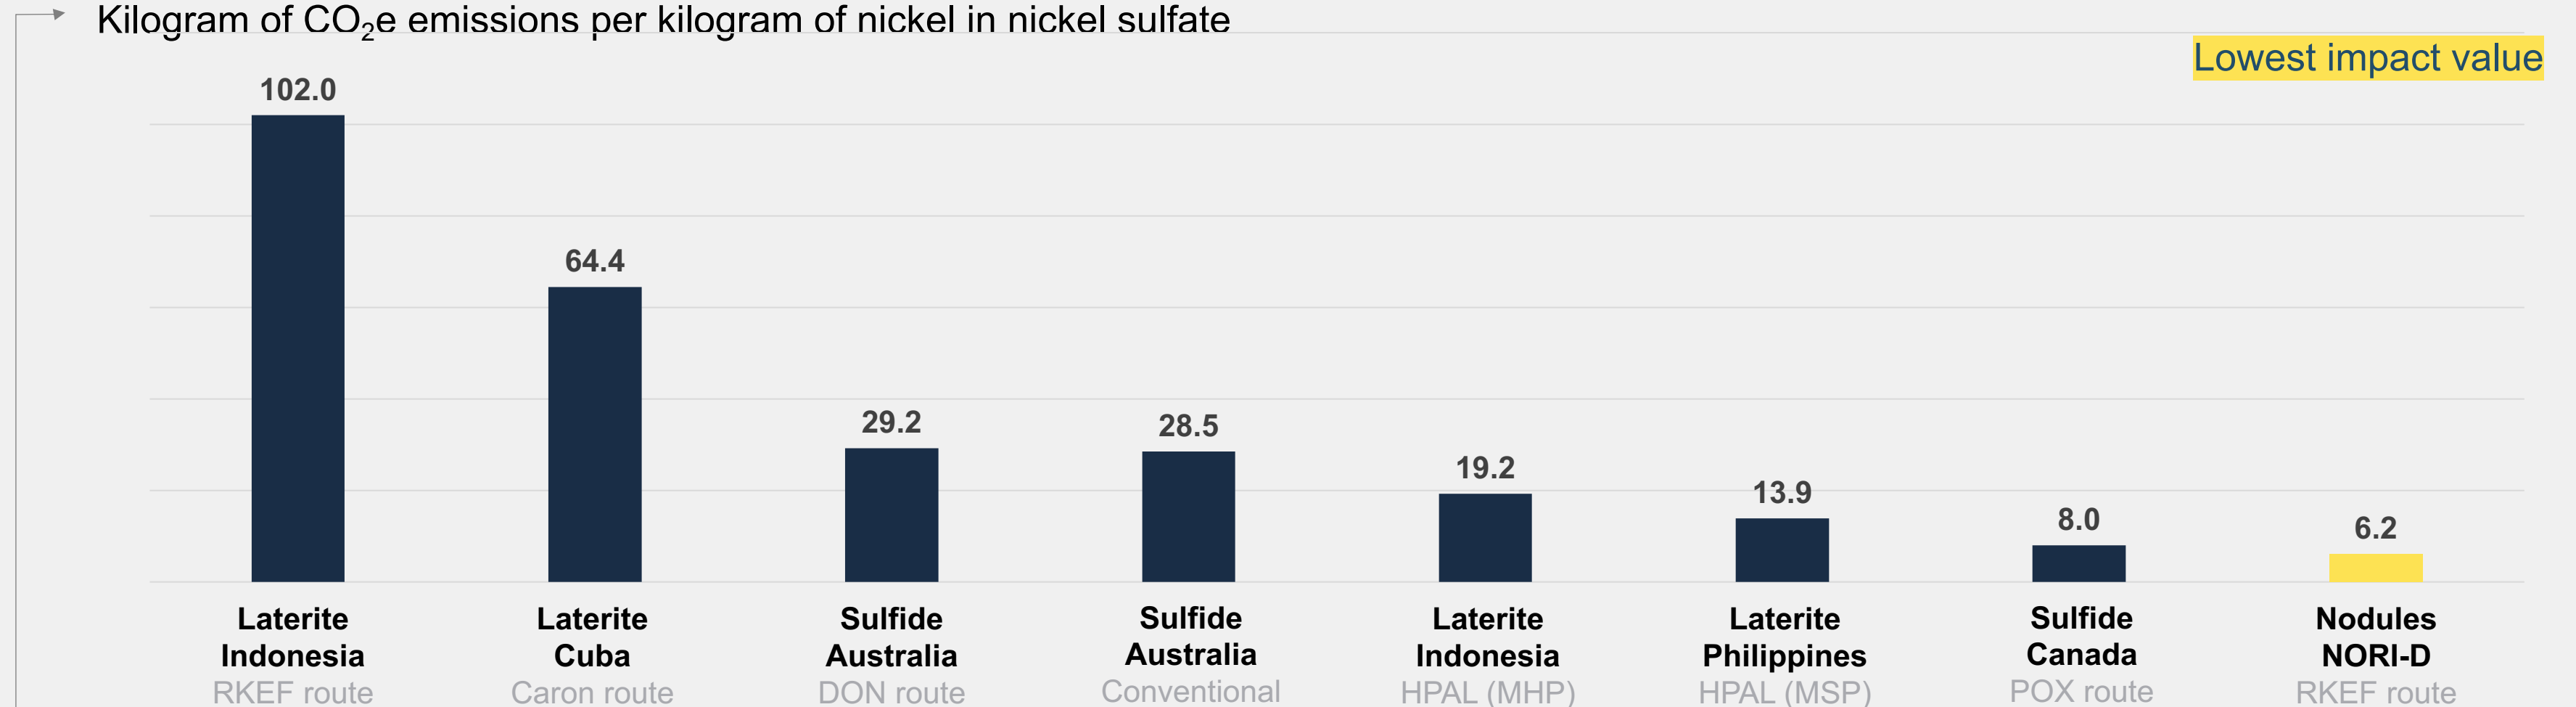 Kilogram of CO₂e emissions per kilogram of nickel in nickel sulfate
Lowest impact value
102.0
64.4
29.2
28.5
19.2
13.9
8.0
6.2
Laterite
Indonesia
RKEF route
Laterite
Cuba
Caron route
Sulfide
Australia
DON route
Sulfide
Australia
Conventional
Laterite
Indonesia
HPAL (MHP)
Laterite
Philippines
HPAL (MSP)
Sulfide
Canada
POX route
Nodules
NORI-D
RKEF route